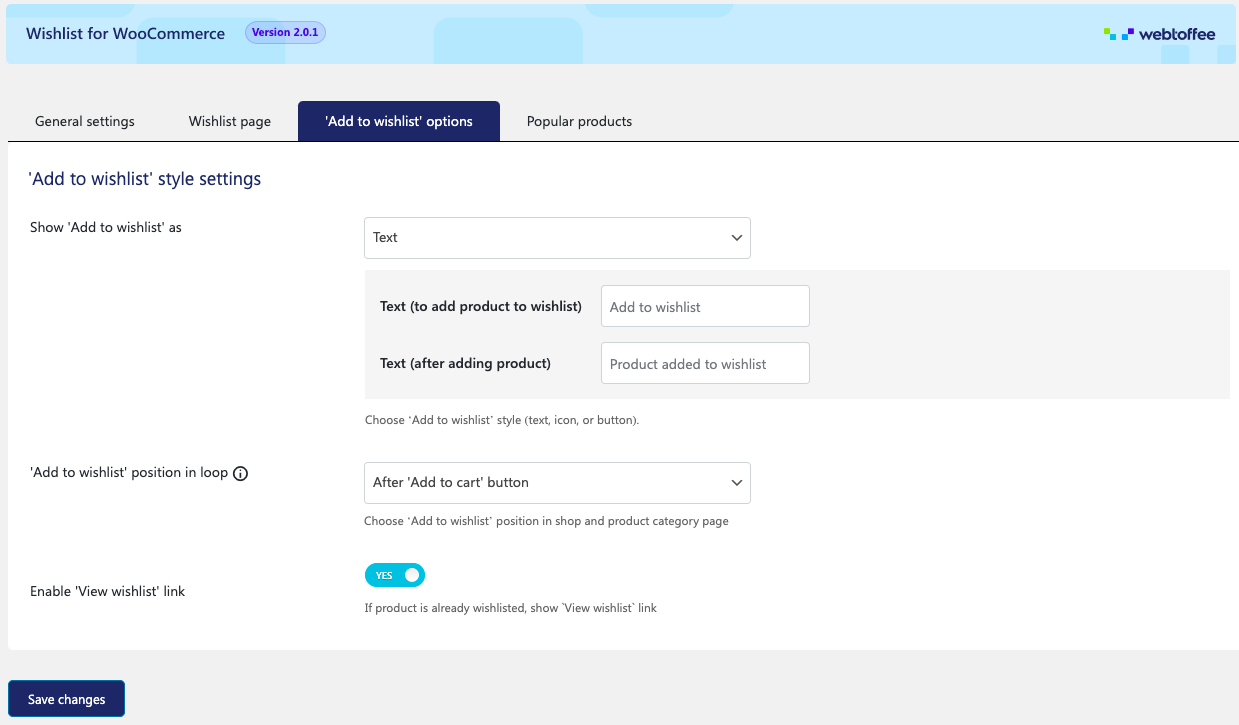 Wishlist for WooCommerce Version 2.0.1 webtoffee
General settings Wishlist page 'Add to wishlist' options Popular products
'Add to wishlist' style settings
Show 'Add to wishlist' as Text
Text (to add product to wishlist) Add to wishlist
Text (after adding product) Product added to wishlist
Choose 'Add to wishlist' style (text, icon, or button).
'Add to wishlist' position in loop After 'Add to cart' button
Choose 'Add to wishlist' position in shop and product category page
YES
Enable 'View wishlist' link
If product is already wishlisted, show `View wishlist` link
Save changes